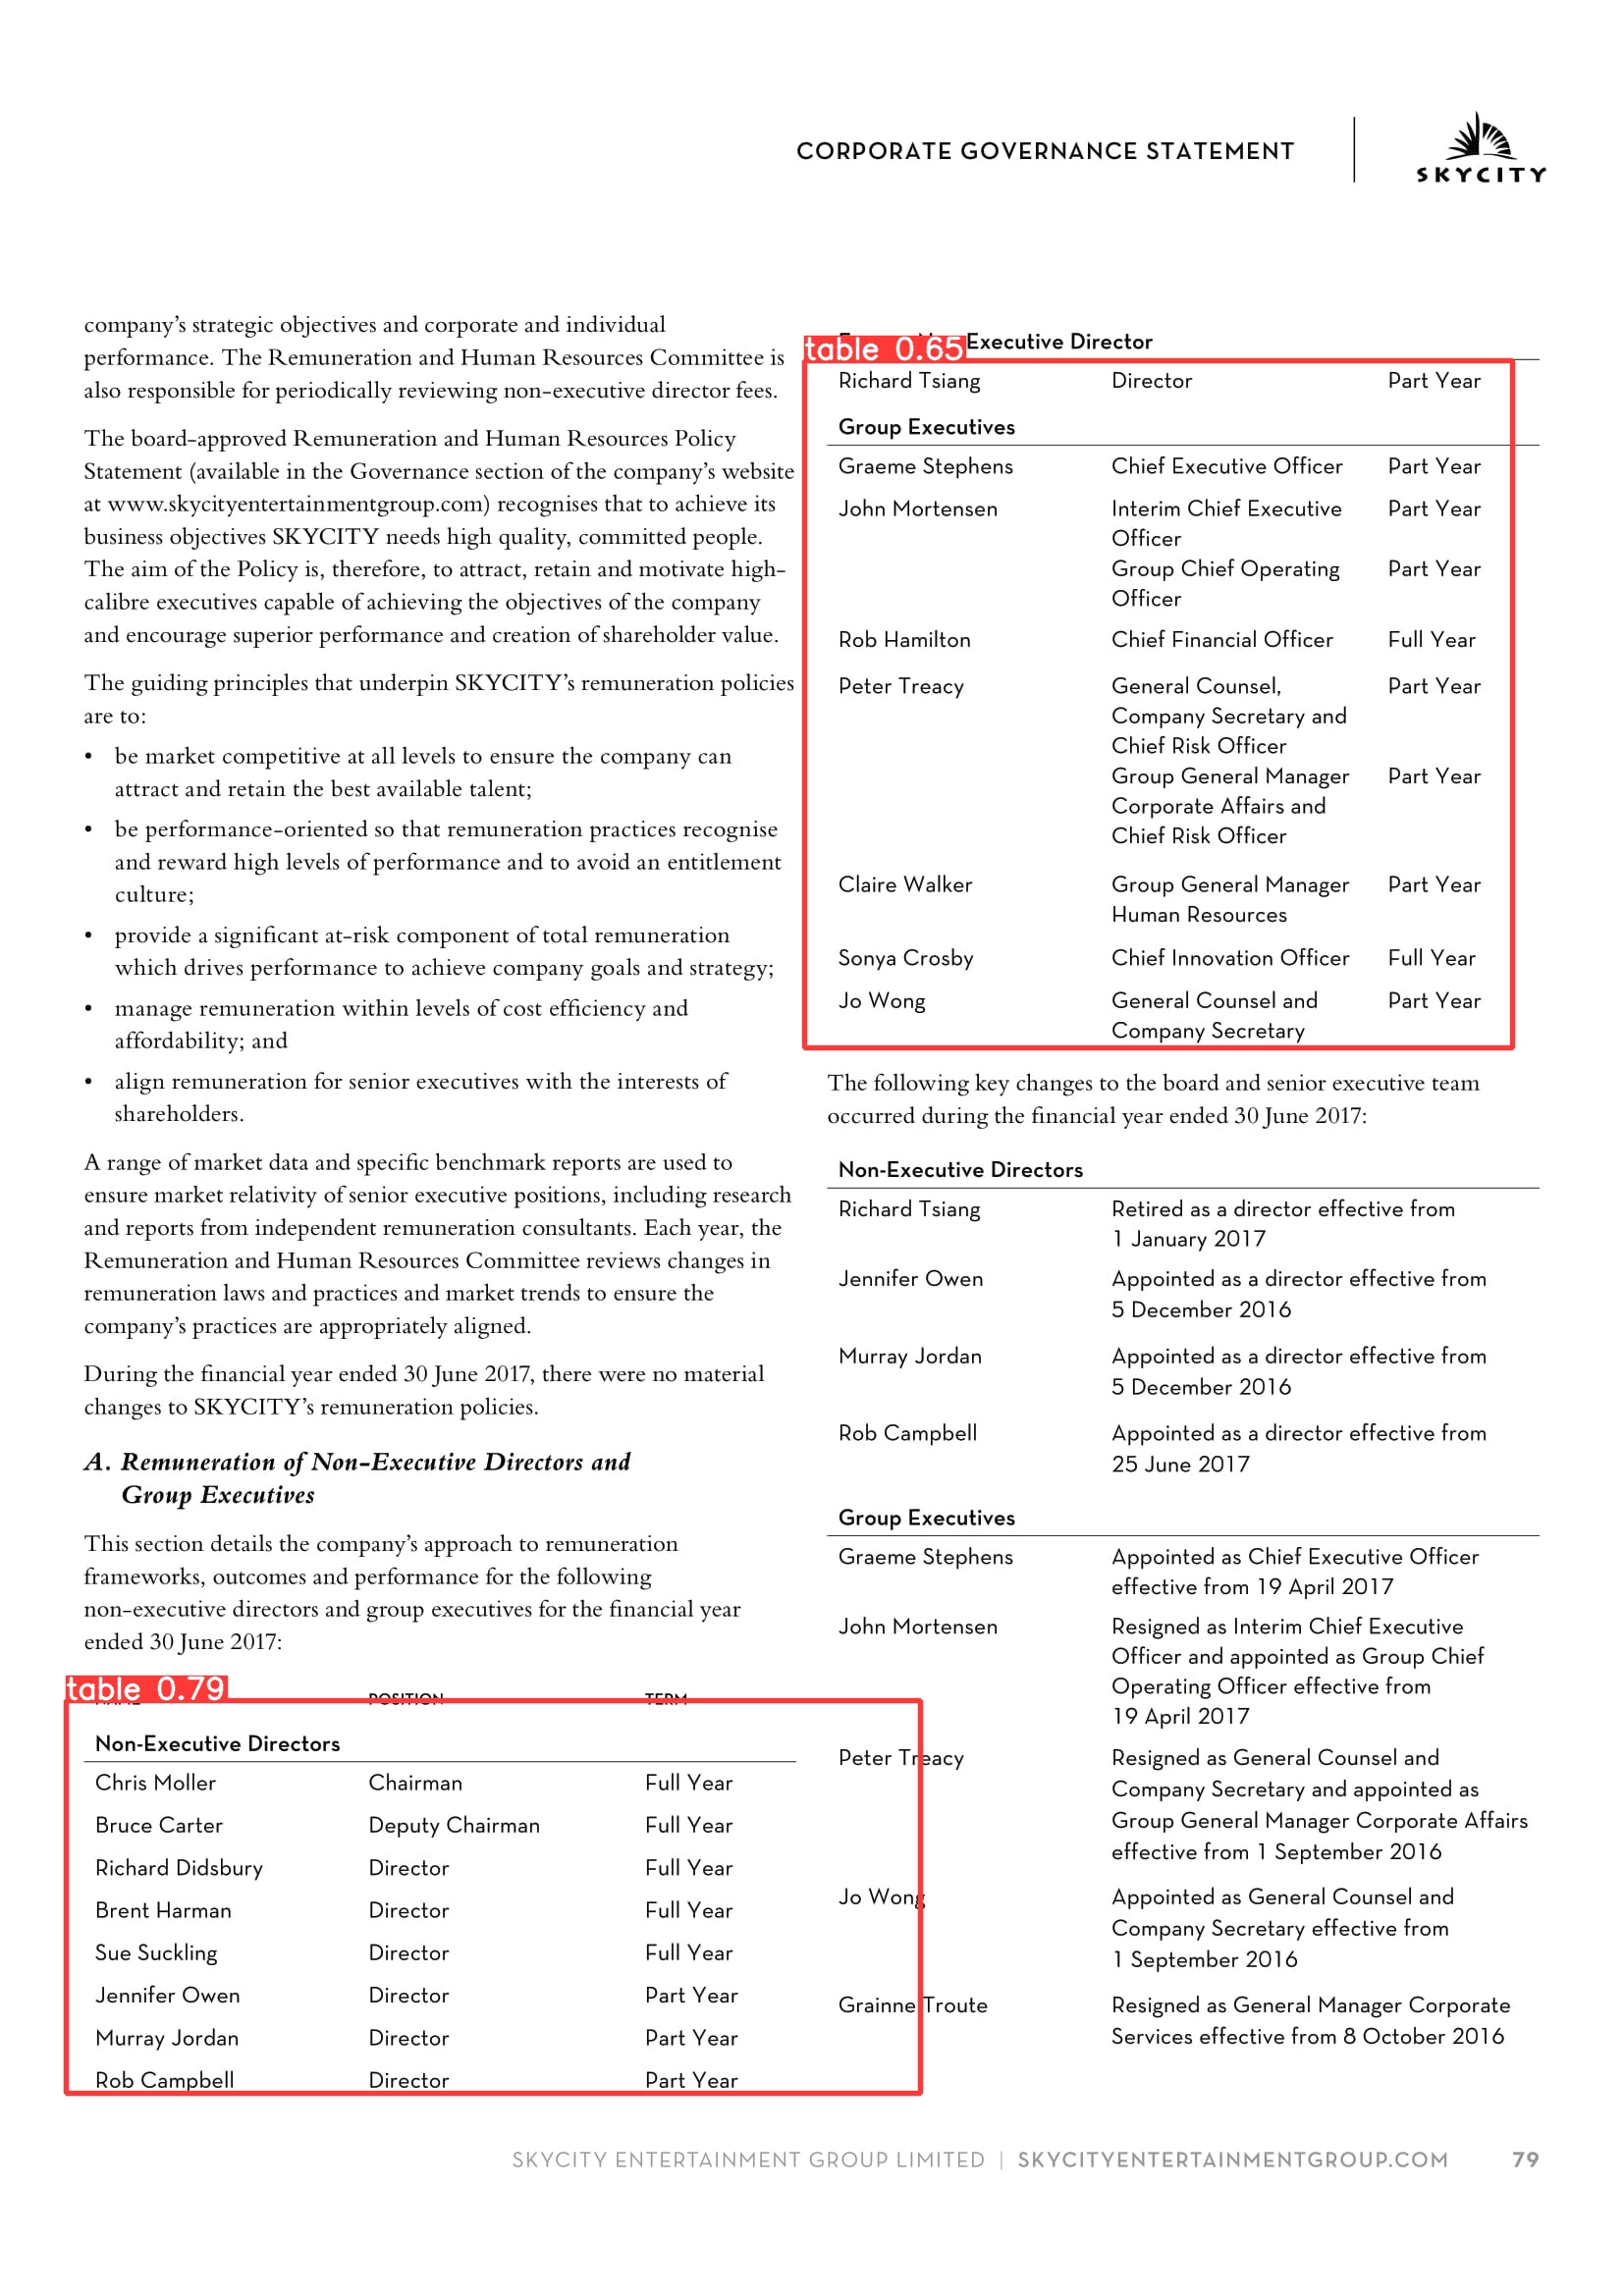 CORPORATE GOVERNANCE STATEMENT
SKYCITY
company's strategic objectives and corporate and individual
performance. The Remuneration and Human Resources Committee is
also responsible for periodically reviewing non-executive director fees.
The board-approved Remuneration and Human Resources Policy
Statement (available in the Governance section of the company's website
at www.skycityentertainmentgroup.com) recognises that to achieve its
business objectives SKYCITY needs high quality, committed people.
The aim of the Policy is, therefore, to attract, retain and motivate high-
calibre executives capable of achieving the objectives of the company
and encourage superior performance and creation of shareholder value.
The guiding principles that underpin SKYCITY's remuneration policies
are to:
• be market competitive at all levels to ensure the company can
attract and retain the best available talent;
• be performance-oriented so that remuneration practices recognise
and reward high levels of performance and to avoid an entitlement
culture;
• provide a significant at-risk component of total remuneration
which drives performance to achieve company goals and strategy;
• manage remuneration within levels of cost efficiency and
affordability; and
• align remuneration for senior executives with the interests of
shareholders.
A range of market data and specific benchmark reports are used to
ensure market relativity of senior executive positions, including research
and reports from independent remuneration consultants. Each year, the
Remuneration and Human Resources Committee reviews changes in
remuneration laws and practices and market trends to ensure the
company's practices are appropriately aligned.
During the financial year ended 30 June 2017, there were no material
changes to SKYCITY's remuneration policies.
A. Remuneration of Non-Executive Directors and
Group Executives
This section details the company's approach to remuneration
frameworks, outcomes and performance for the following
non-executive directors and group executives for the financial year
ended 30 June 2017:
table 0.79
POSITION TERM
Non-Executive Directors
Chris Moller Chairman Full Year
Bruce Carter Deputy Chairman Full Year
Richard Didsbury Director Full Year
Brent Harman Director Full Year
Sue Suckling Director Full Year
Jennifer Owen Director Part Year
Murray Jordan Director Part Year
Rob Campbell Director Part Year
table 0.65 Executive Director
Richard Tsiang Director Part Year
Group Executives
Graeme Stephens Chief Executive Officer Part Year
John Mortensen Interim Chief Executive Part Year
Officer
Group Chief Operating Part Year
Officer
Rob Hamilton Chief Financial Officer Full Year
Peter Treacy General Counsel, Part Year
Company Secretary and
Chief Risk Officer
Group General Manager Part Year
Corporate Affairs and
Chief Risk Officer
Claire Walker Group General Manager Part Year
Human Resources
Sonya Crosby Chief Innovation Officer Full Year
Jo Wong General Counsel and Part Year
Company Secretary
The following key changes to the board and senior executive team
occurred during the financial year ended 30 June 2017:
Non-Executive Directors
Richard Tsiang Retired as a director effective from
1 January 2017
Jennifer Owen Appointed as a director effective from
5 December 2016
Murray Jordan Appointed as a director effective from
5 December 2016
Rob Campbell Appointed as a director effective from
25 June 2017
Group Executives
Graeme Stephens Appointed as Chief Executive Officer
effective from 19 April 2017
John Mortensen Resigned as Interim Chief Executive
Officer and appointed as Group Chief
Operating Officer effective from
19 April 2017
Peter Treacy Resigned as General Counsel and
Company Secretary and appointed as
Group General Manager Corporate Affairs
effective from 1 September 2016
Jo Wong Appointed as General Counsel and
Company Secretary effective from
1 September 2016
Grainne Troute Resigned as General Manager Corporate
Services effective from 8 October 2016
SKYCITY ENTERTAINMENT GROUP LIMITED | SKYCITYENTERTAINMENTGROUP.COM 79